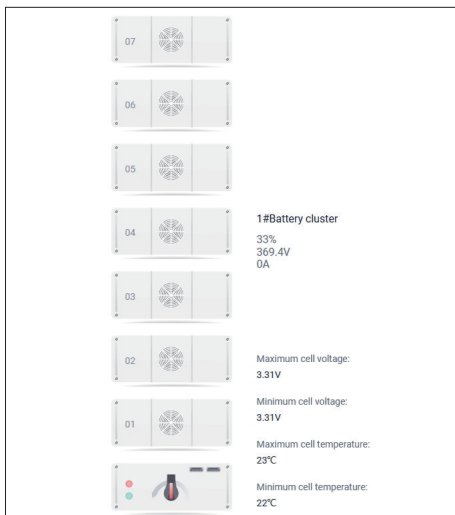 07
06
05
04
1#Battery cluster
33%
369.4V
0A
03
02
Maximum cell voltage:
3.31V
01
Minimum cell voltage:
3.31V
Maximum cell temperature:
23℃
Minimum cell temperature:
22℃